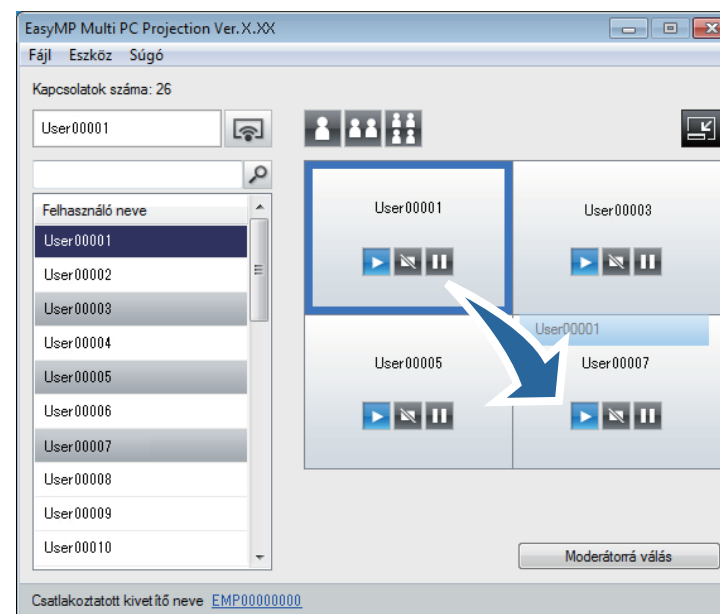 EasyMP Multi PC Projection Ver.X.XX
Fájl Eszköz Súgó
Kapcsolatok száma: 26
User00001
Felhasználó neve
User00001
User00002
User00003
User00004
User00005
User00006
User00007
User00008
User00009
User00010
User00001
User00003
User00005
User00001
User00007
Moderátorrá válás
Csatlakoztatott kivetítő neve EMP00000000